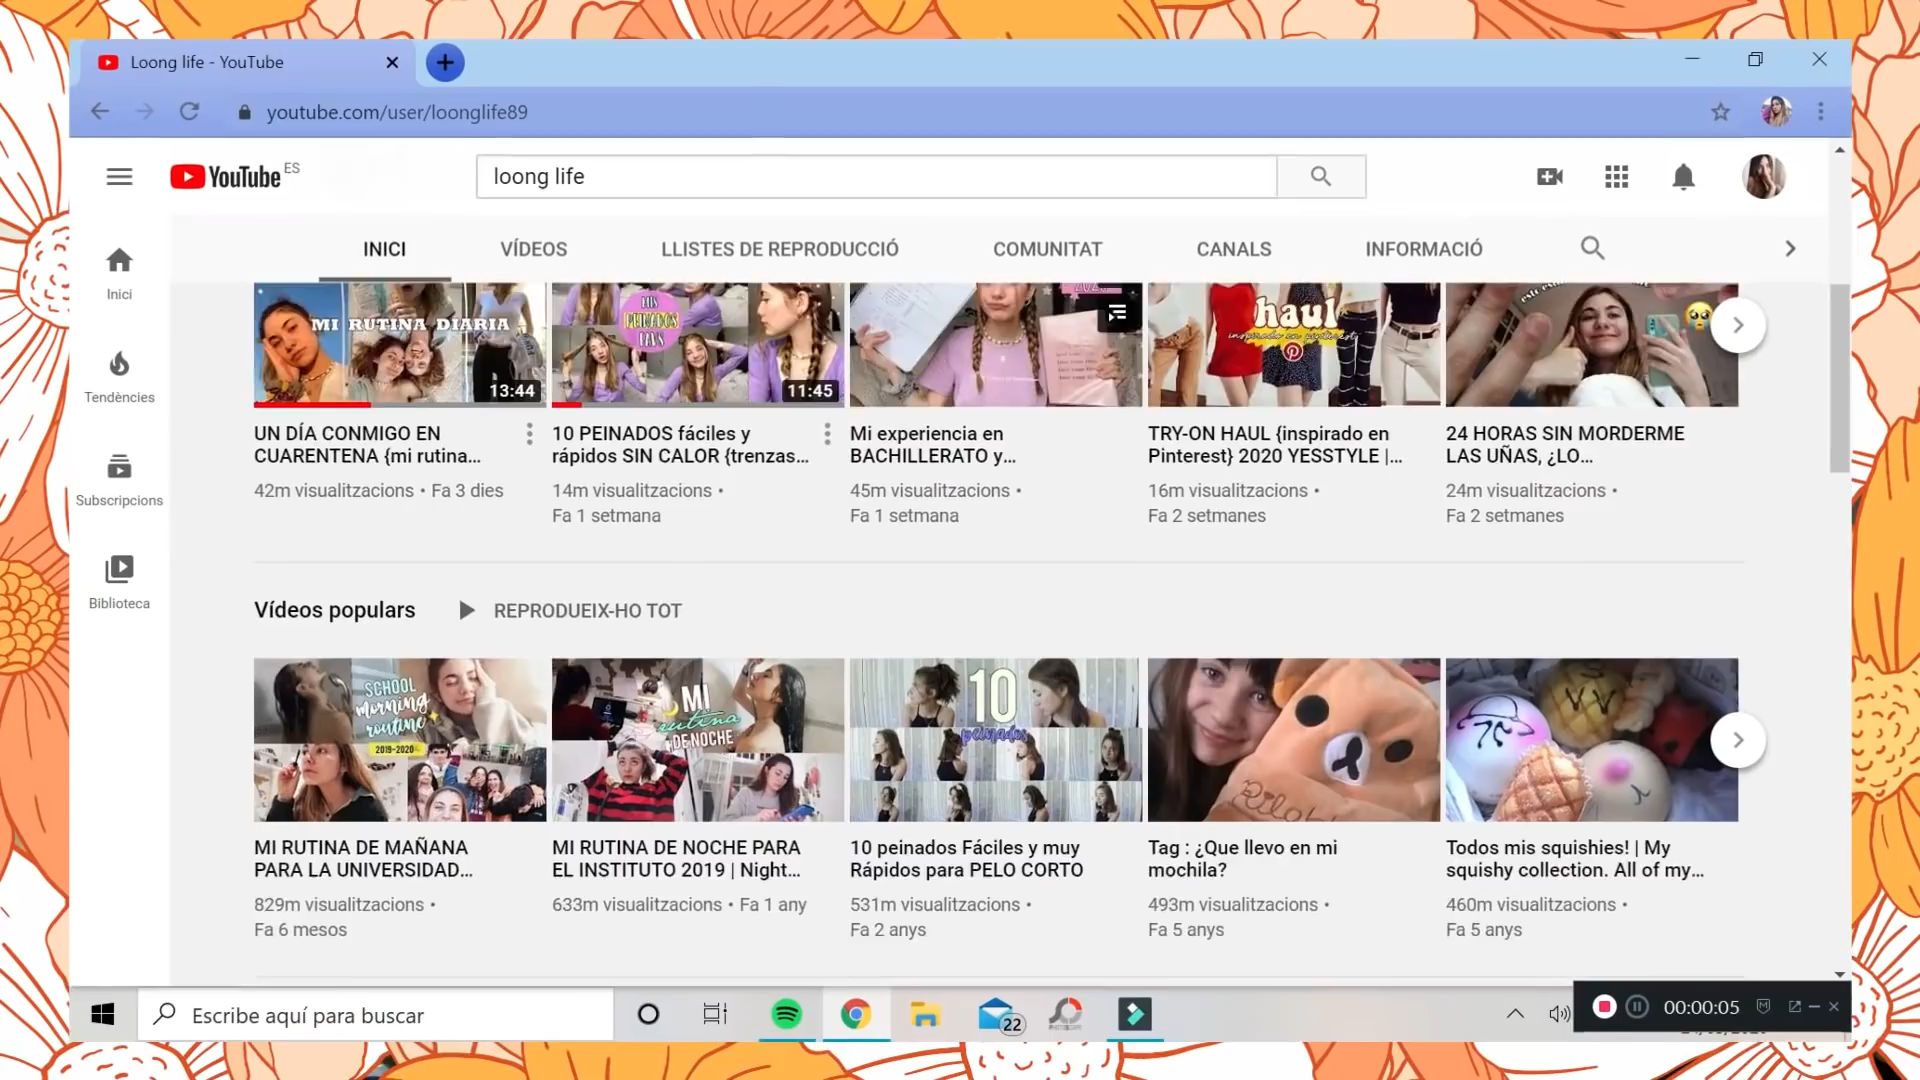 Loong life - YouTube
youtube.com/user/loonglife89
YouTube ES
loong life
INICI VÍDEOS LLISTES DE REPRODUCCIÓ COMUNITAT CANALS INFORMACIÓ
Inici
Tendències
Subscripcions
Biblioteca
MI RUTINA DIARIA
13:44
UN DÍA CONMIGO EN
CUARENTENA {mi rutina...
42m visualitzacions • Fa 3 dies
PEINADOS
11:45
10 PEINADOS fáciles y
rápidos SIN CALOR {trenzas...
14m visualitzacions •
Fa 1 setmana
Mi experiencia en
BACHILLERATO y...
45m visualitzacions •
Fa 1 setmana
haul
inspirado en pinterest
TRY-ON HAUL {inspirado en
Pinterest} 2020 YESSTYLE |...
16m visualitzacions •
Fa 2 setmanes
24 HORAS SIN MORDERME
LAS UÑAS, ¿LO...
24m visualitzacions •
Fa 2 setmanes
Vídeos populars REPRODUEIX-HO TOT
SCHOOL
morning
routine
2019-2020
MI RUTINA DE MAÑANA
PARA LA UNIVERSIDAD...
829m visualitzacions •
Fa 6 mesos
MI
rutina
DE NOCHE
MI RUTINA DE NOCHE PARA
EL INSTITUTO 2019 | Night...
633m visualitzacions • Fa 1 any
10
peinados
10 peinados Fáciles y muy
Rápidos para PELO CORTO
531m visualitzacions •
Fa 2 anys
Tag : ¿Que llevo en mi
mochila?
493m visualitzacions •
Fa 5 anys
Todos mis squishies! | My
squishy collection. All of my...
460m visualitzacions •
Fa 5 anys
Escribe aquí para buscar
22
00:00:05